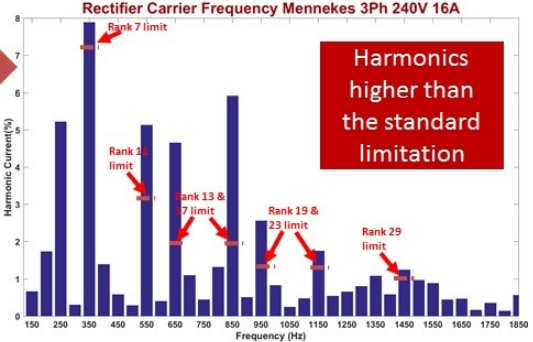 Rectifier Carrier Frequency Mennekes 3Ph 240V 16A
8
7
6
5
4
3
2
1
0
Harmonic Current(%)
Rank 7 limit
Rank 11
limit
Rank 13 &
17 limit
Rank 19 &
23 limit
Rank 29
limit
Harmonics
higher than
the standard
limitation
150 250 350 450 550 650 750 850 950 1050 1150 1250 1350 1450 1550 1650 1750 1850
Frequency (Hz)